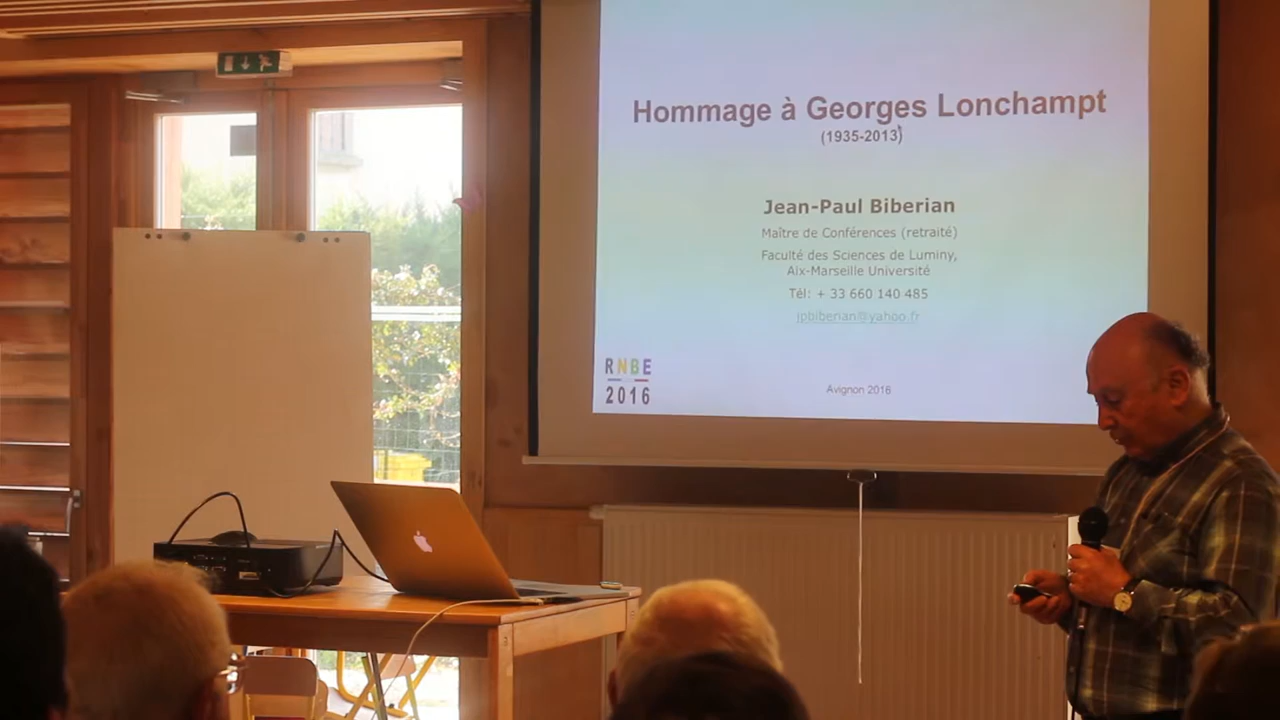 Hommage à Georges Lonchampt
(1935-2013)
Jean-Paul Biberian
Maître de Conférences (retraité)
Faculté des Sciences de Luminy,
Aix-Marseille Université
Tél: + 33 660 140 485
jpbiberian@yahoo.fr
RNBE
2016
Avignon 2016